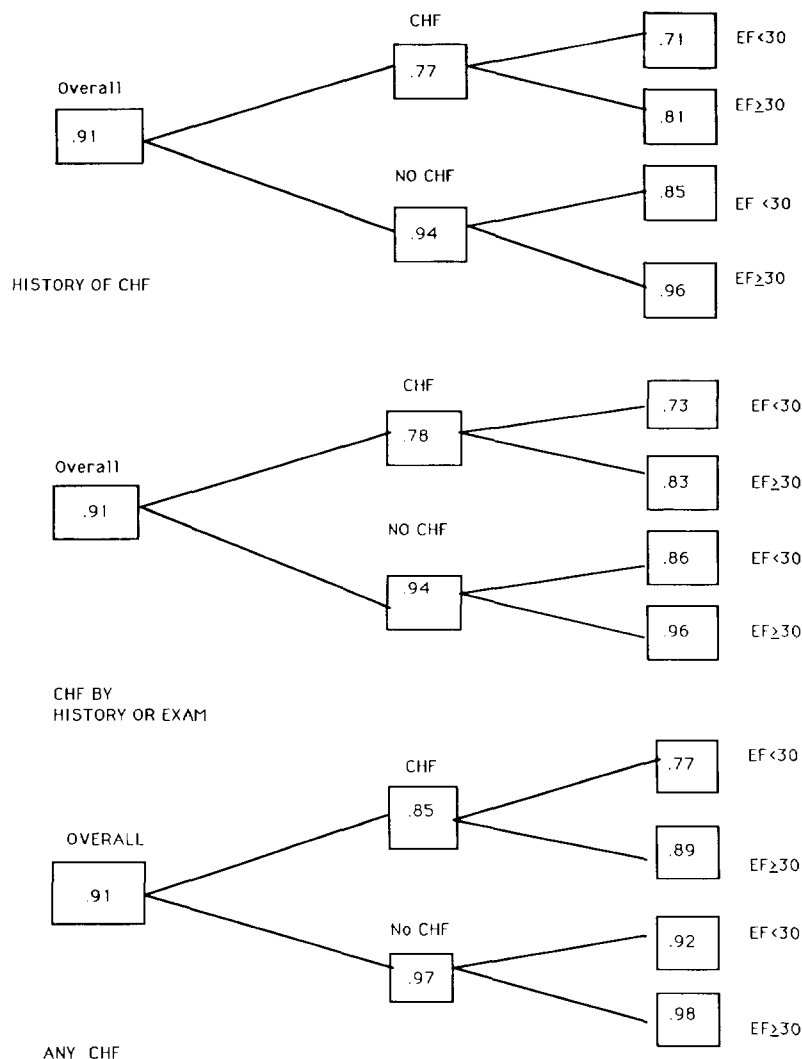 CHF
.71 EF<30
.77
Overall
.91
.81 EF≥30
NO CHF
.85 EF <30
.94
.96 EF≥30
HISTORY OF CHF
CHF
.73 EF<30
.78
Overall
.91
.83 EF≥30
NO CHF
.86 EF<30
.94
.96 EF≥30
CHF BY
HISTORY OR EXAM
CHF
.77 EF<30
.85
OVERALL
.91
.89 EF≥30
No CHF
.92 EF<30
.97
.98 EF≥30
ANY CHF